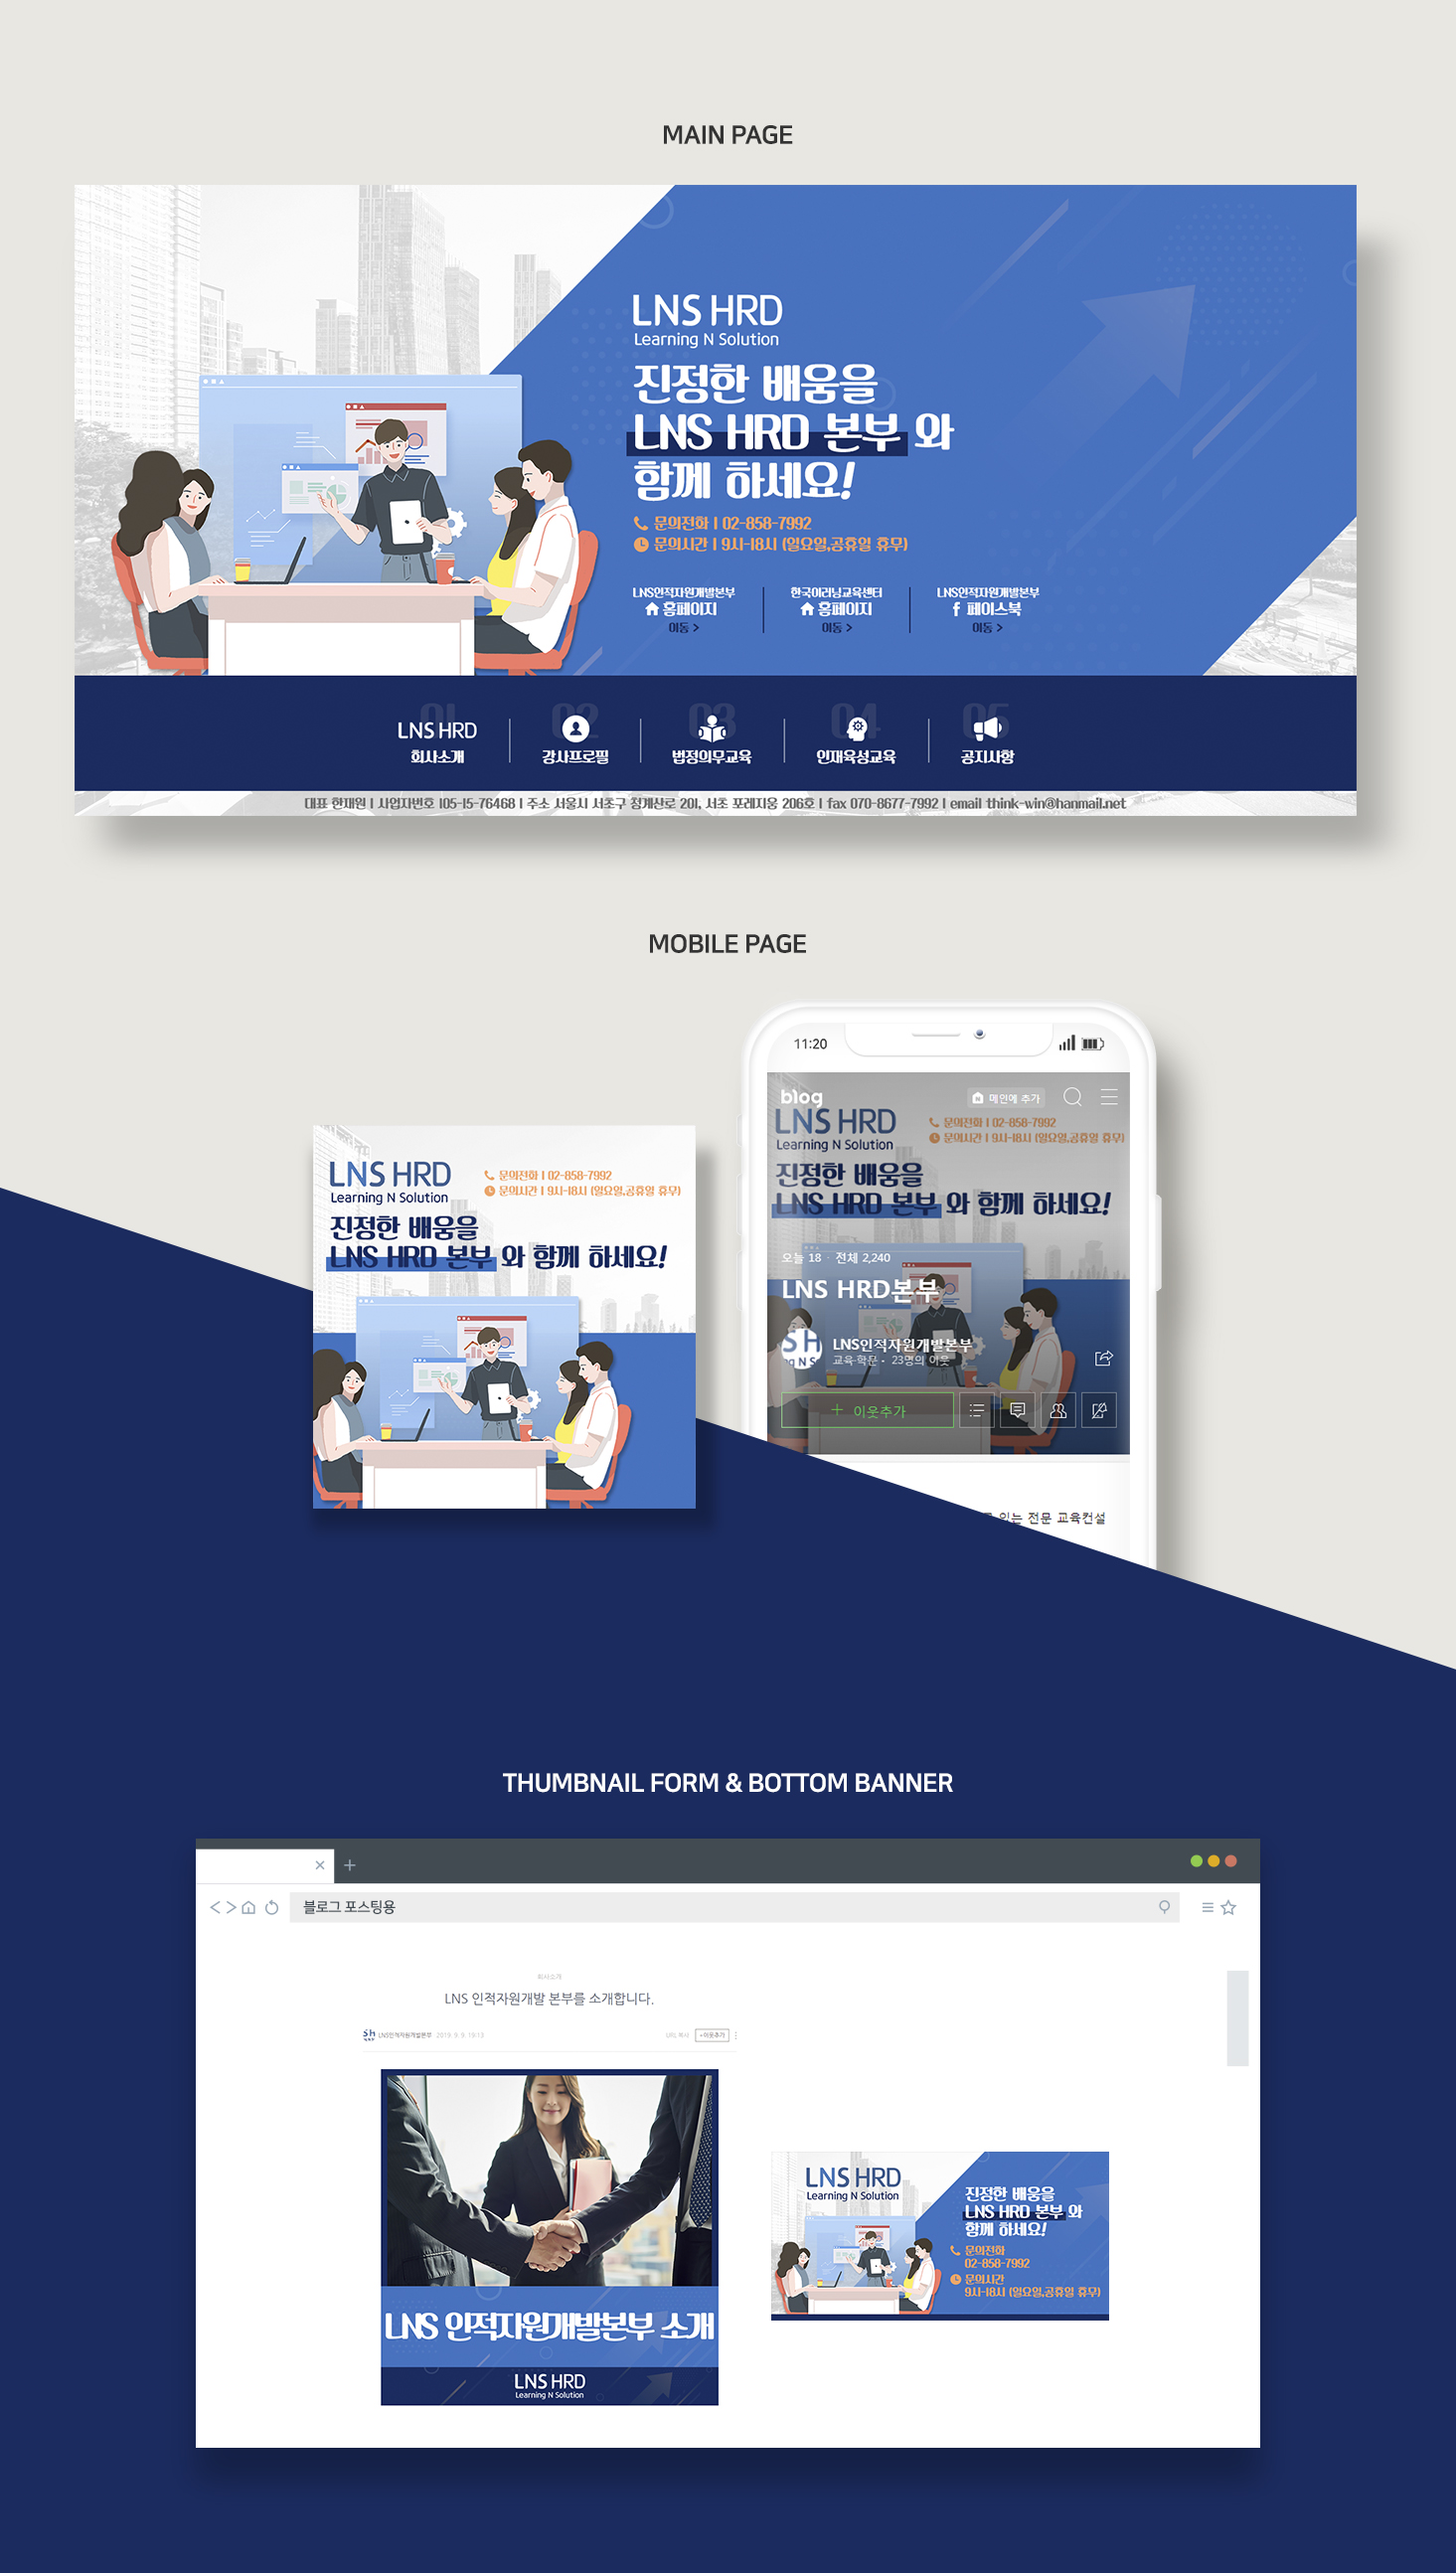 MAIN PAGE
LNS HRD
Learning N Solution
진정한 배움을
LNS HRD 본부 와
함께 하세요!
문의전화 I 02-858-7992
문의시간 I 9시-18시 (일요일,공휴일 휴무)
LNS인적자원개발본부
홈페이지
이동 >
한국이러닝교육센터
홈페이지
이동 >
LNS인적자원개발본부
페이스북
이동 >
01 02 03 04 05
LNS HRD
회사소개
강사프로필
법정의무교육
인재육성교육
공지사항
대표 한재원 I 사업자번호 105-15-76468 I 주소 서울시 서초구 청계산로 201, 서초 포레지움 206호 I fax 070-8677-7992 I email think-win@hanmail.net
MOBILE PAGE
LNS HRD
Learning N Solution
문의전화 I 02-858-7992
문의시간 I 9시-18시 (일요일,공휴일 휴무)
진정한 배움을
LNS HRD 본부 와 함께 하세요!
11:20
blog
메인에 추가
LNS HRD
Learning N Solution
문의전화 I 02-858-7992
문의시간 I 9시-18시 (일요일,공휴일 휴무)
진정한 배움을
LNS HRD 본부 와 함께 하세요!
오늘 18 · 전체 2,240
LNS HRD본부
LNS인적자원개발본부
교육·학문 · 23명의 이웃
+ 이웃추가
있는 전문 교육컨설
THUMBNAIL FORM & BOTTOM BANNER
블로그 포스팅용
회사소개
LNS 인적자원개발 본부를 소개합니다.
LNS인적자원개발본부 2019. 9. 9. 19:13
URL 복사 +이웃추가
LNS 인적자원개발본부 소개
LNS HRD
Learning N Solution
LNS HRD
Learning N Solution
진정한 배움을
LNS HRD 본부 와
함께 하세요!
문의전화
02-858-7992
문의시간
9시-18시 (일요일,공휴일 휴무)